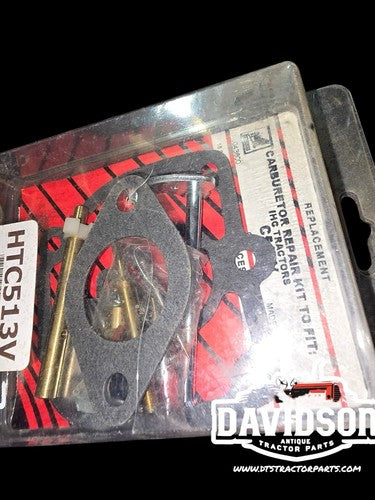 HTC513V
REPLACEMENT
CARBURETOR REPAIR KIT TO FIT:
IHC TRACTORS
DAVIDSON
ANTIQUE
TRACTOR PARTS
WWW.DTSTRACTORPARTS.COM